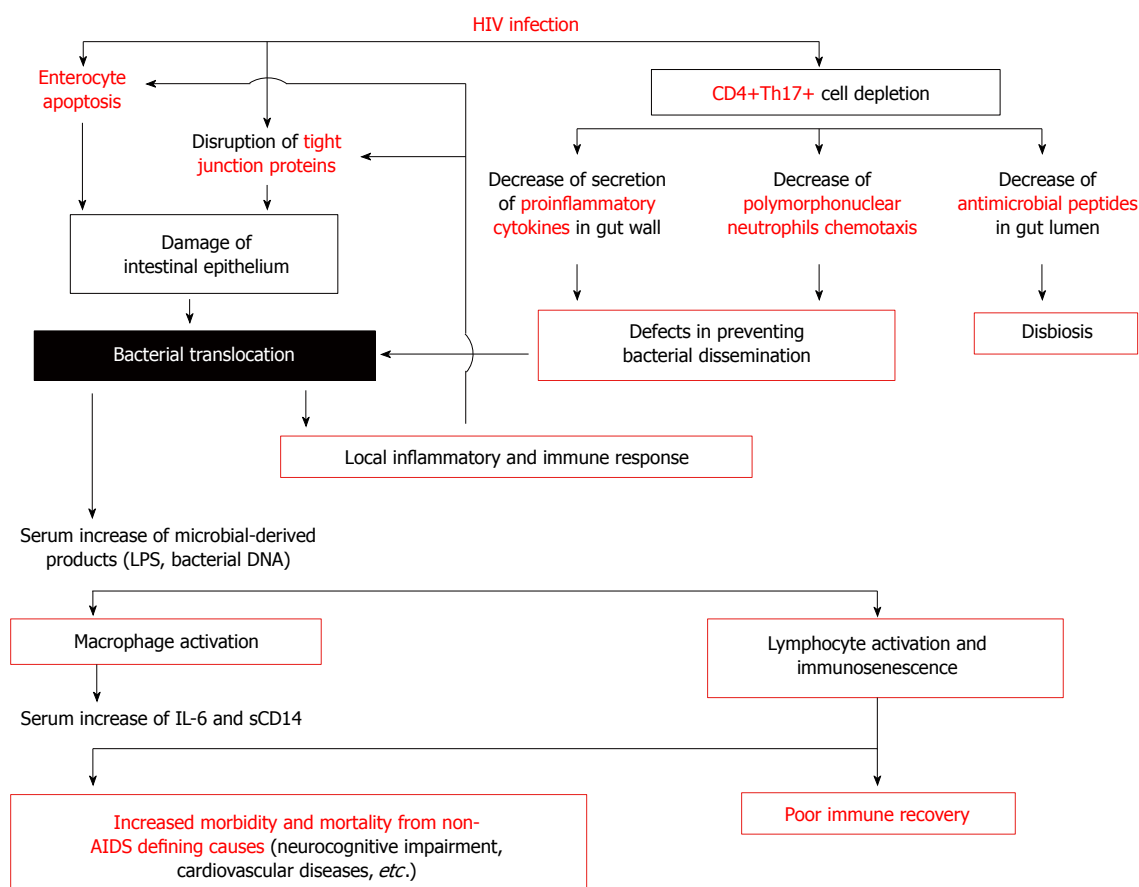 HIV infection
Enterocyte
apoptosis
CD4+Th17+ cell depletion
Disruption of tight
junction proteins
Decrease of secretion
of proinflammatory
cytokines in gut wall
Decrease of
polymorphonuclear
neutrophils chemotaxis
Decrease of
antimicrobial peptides
in gut lumen
Damage of
intestinal epithelium
Bacterial translocation
Defects in preventing
bacterial dissemination
Disbiosis
Local inflammatory and immune response
Serum increase of microbial-derived
products (LPS, bacterial DNA)
Macrophage activation
Lymphocyte activation and
immunosenescence
Serum increase of IL-6 and sCD14
Increased morbidity and mortality from non-
AIDS defining causes (neurocognitive impairment,
cardiovascular diseases, etc.)
Poor immune recovery